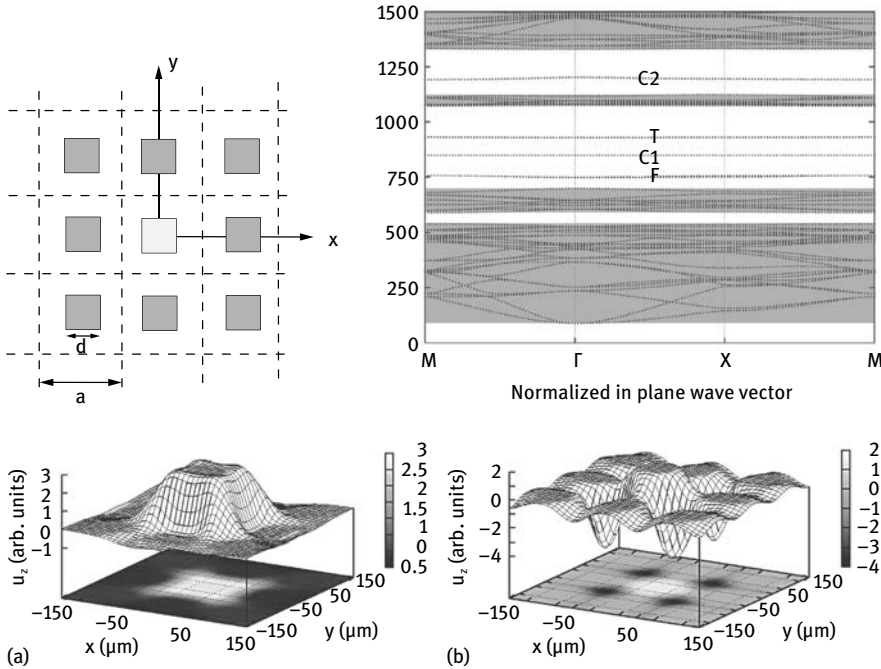 y
x
d
a
1500
1250
1000
750
500
250
0
C2
T
C1
F
M Γ X M
Normalized in plane wave vector
3
2
1
0
−1
u_z (arb. units)
−150
−50
50
150
x (µm)
−150
−50
50
150
y (µm)
3
2.5
2
1.5
1
0
0.5
(a)
2
0
−2
−4
u_z (arb. units)
−150
−50
50
150
x (µm)
−150
−50
50
150
y (µm)
2
1
0
−1
−2
−3
−4
(b)